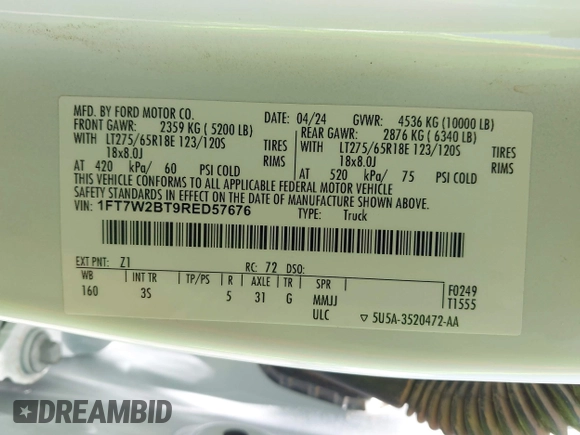 MFD. BY FORD MOTOR CO. DATE: 04/24 GVWR: 4536 KG (10000 LB)
FRONT GAWR: 2359 KG ( 5200 LB) REAR GAWR: 2876 KG ( 6340 LB)
WITH LT275/65R18E 123/120S TIRES WITH LT275/65R18E 123/120S TIRES
18x8.0J RIMS 18x8.0J RIMS
AT 420 kPa/ 60 PSI COLD AT 520 kPa/ 75 PSI COLD
THIS VEHICLE CONFORMS TO ALL APPLICABLE FEDERAL MOTOR VEHICLE
SAFETY STANDARDS IN EFFECT ON THE DATE OF MANUFACTURE SHOWN ABOVE.
VIN: 1FT7W2BT9RED57676 TYPE: Truck
EXT PNT: Z1 RC: 72 DSO:
WB INT TR TP/PS R AXLE TR SPR F0249
160 3S 5 31 G MMJJ T1555
ULC ▽ 5U5A-3520472-AA
DREAMBID